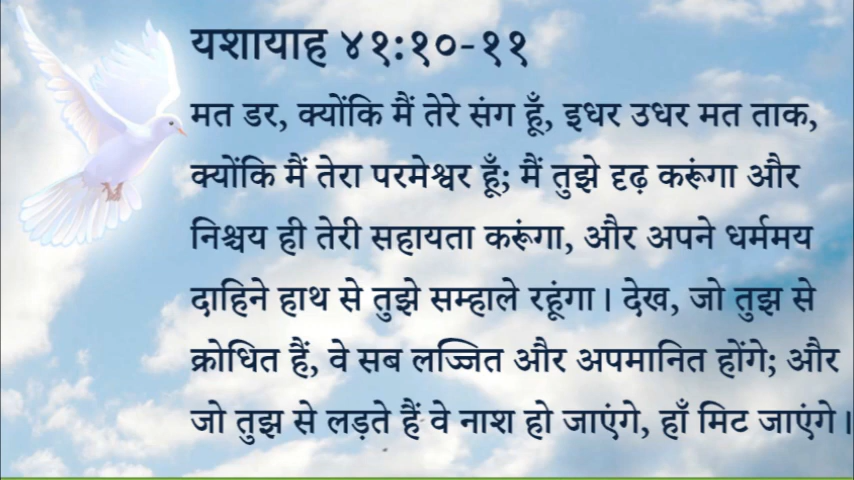 यशायाह ४१:१०-११
मत डर, क्योंकि मैं तेरे संग हूँ, इधर उधर मत ताक,
क्योंकि मैं तेरा परमेश्वर हूँ; मैं तुझे दृढ़ करूंगा और
निश्चय ही तेरी सहायता करूंगा, और अपने धर्ममय
दाहिने हाथ से तुझे सम्हाले रहूंगा। देख, जो तुझ से
क्रोधित हैं, वे सब लज्जित और अपमानित होंगे; और
जो तुझ से लड़ते हैं वे नाश हो जाएंगे, हाँ मिट जाएंगे।